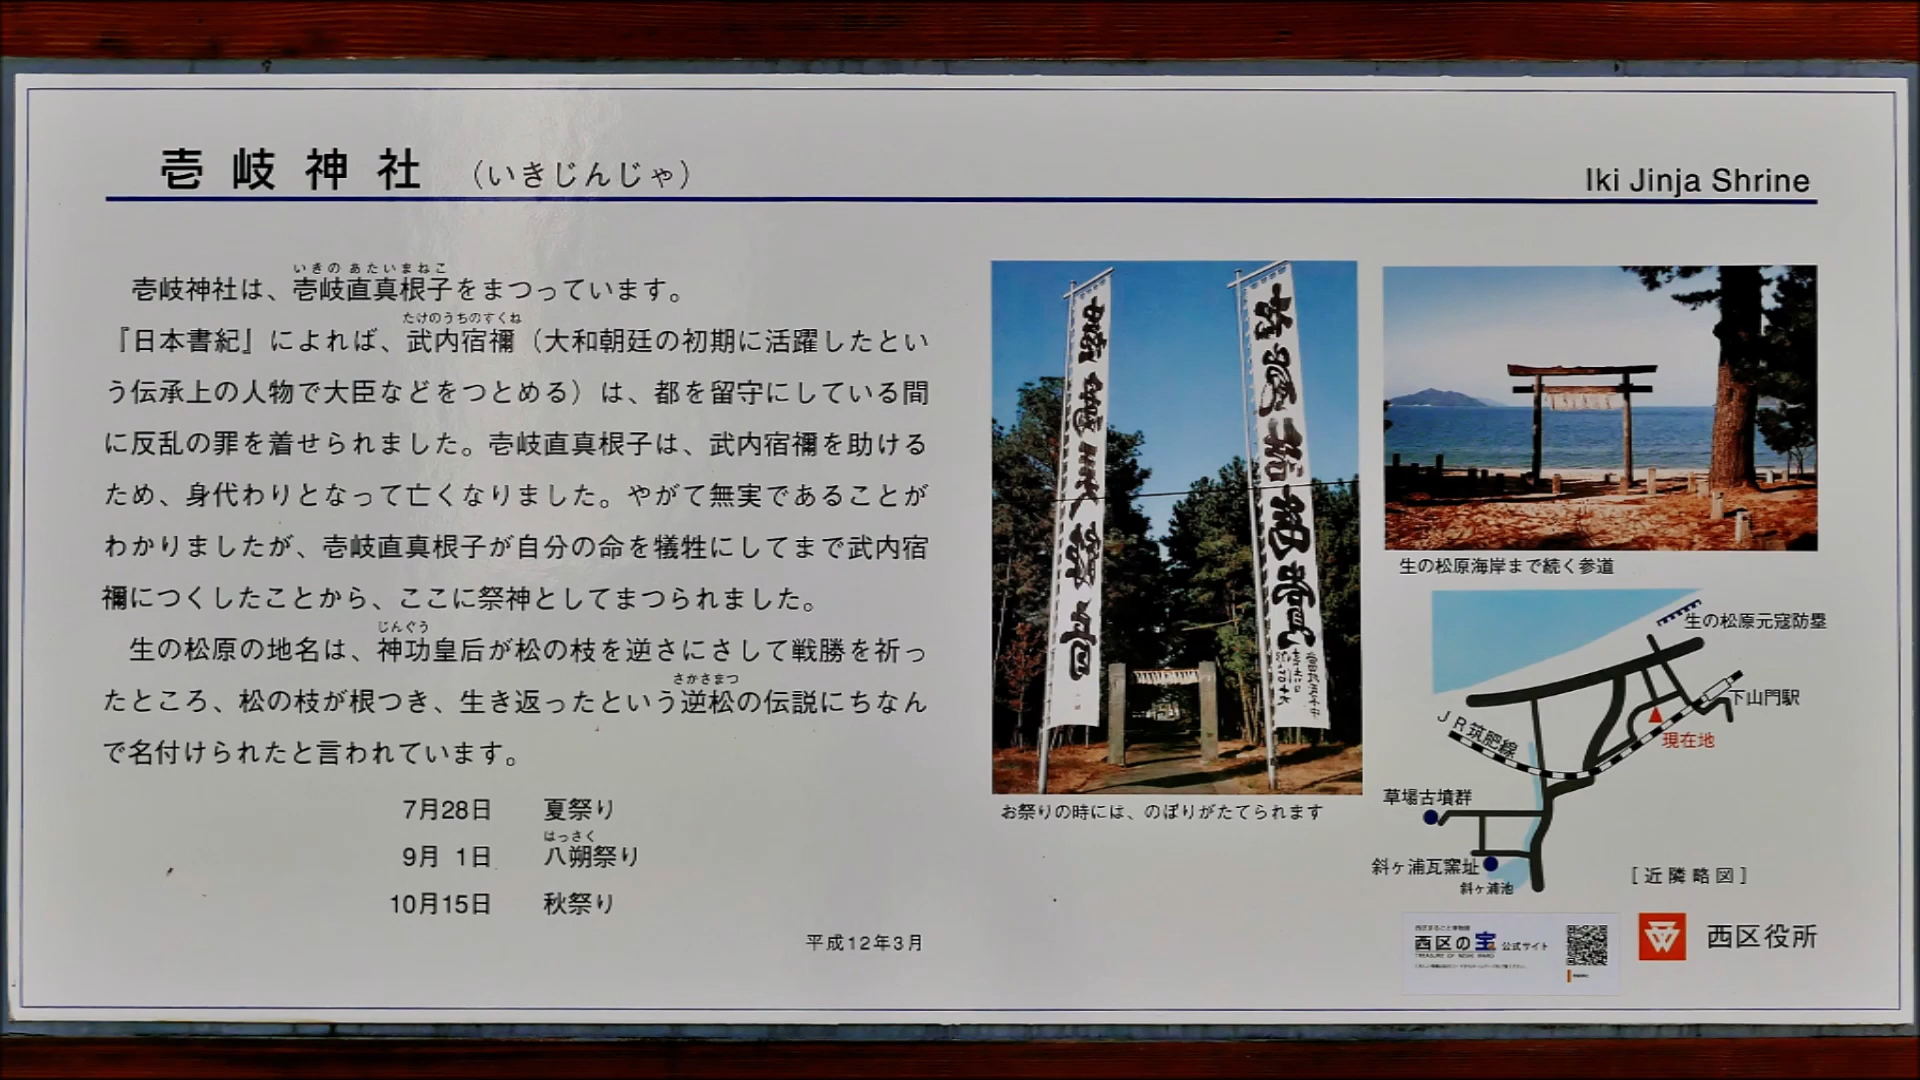 壱岐神社 （いきじんじゃ）
Iki Jinja Shrine
いきの あたいまねこ
壱岐神社は、壱岐直真根子をまつっています。
たけのうちのすくね
『日本書紀』によれば、武内宿禰（大和朝廷の初期に活躍したとい
う伝承上の人物で大臣などをつとめる）は、都を留守にしている間
に反乱の罪を着せられました。壱岐直真根子は、武内宿禰を助ける
ため、身代わりとなって亡くなりました。やがて無実であることが
わかりましたが、壱岐直真根子が自分の命を犠牲にしてまで武内宿
禰につくしたことから、ここに祭神としてまつられました。
じんぐう
生の松原の地名は、神功皇后が松の枝を逆さにさして戦勝を祈っ
さかさまつ
たところ、松の枝が根つき、生き返ったという逆松の伝説にちなん
で名付けられたと言われています。
7月28日 夏祭り
はっさく
9月 1日 八朔祭り
10月15日 秋祭り
平成12年3月
お祭りの時には、のぼりがたてられます
生の松原海岸まで続く参道
生の松原元寇防塁
下山門駅
JR筑肥線
現在地
草場古墳群
斜ヶ浦瓦窯址
斜ヶ浦池
［近隣略図］
西区まるごと博物館
西区の宝 公式サイト
TREASURE OF NISHI WARD
西区役所